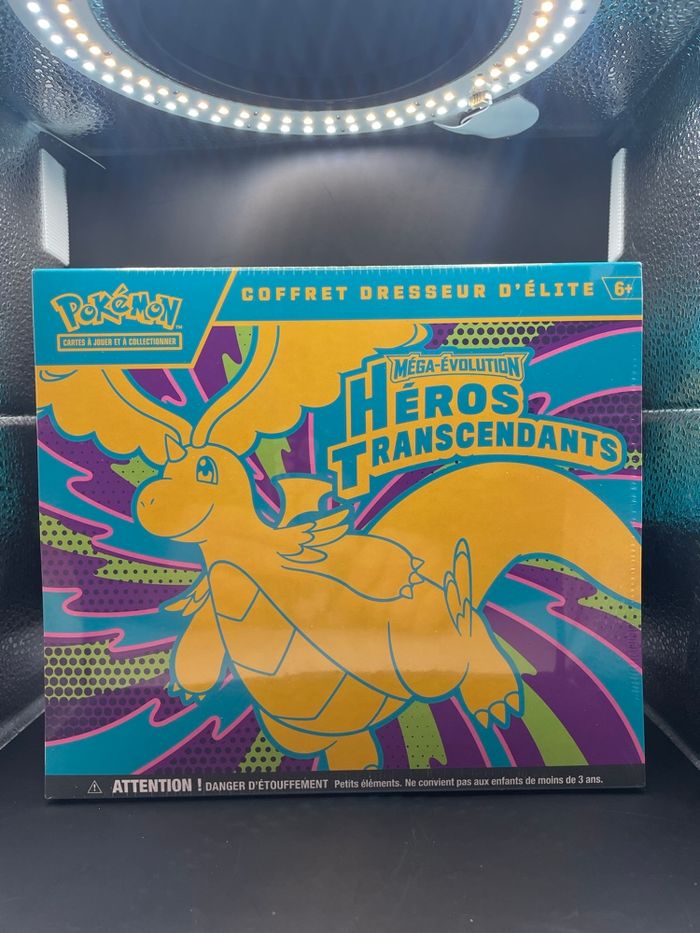 POKéMON™
CARTES À JOUER ET À COLLECTIONNER
COFFRET DRESSEUR D'ÉLITE
6+
MÉGA-ÉVOLUTION
HÉROS
TRANSCENDANTS
ATTENTION ! DANGER D'ÉTOUFFEMENT Petits éléments. Ne convient pas aux enfants de moins de 3 ans.